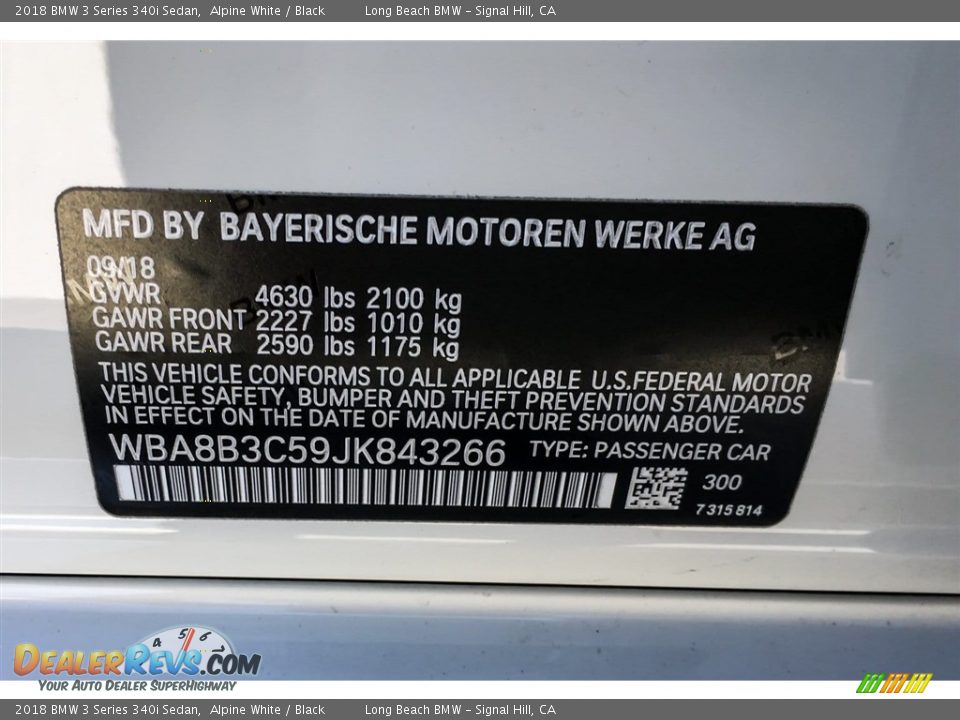 2018 BMW 3 Series 340i Sedan, Alpine White / Black Long Beach BMW - Signal Hill, CA
MFD BY BAYERISCHE MOTOREN WERKE AG
09/18
GVWR 4630 lbs 2100 kg
GAWR FRONT 2227 lbs 1010 kg
GAWR REAR 2590 lbs 1175 kg
THIS VEHICLE CONFORMS TO ALL APPLICABLE U.S.FEDERAL MOTOR
VEHICLE SAFETY, BUMPER AND THEFT PREVENTION STANDARDS
IN EFFECT ON THE DATE OF MANUFACTURE SHOWN ABOVE.
WBA8B3C59JK843266 TYPE: PASSENGER CAR
300
7315814
4 5 6
DEALERREVS.COM
YOUR AUTO DEALER SUPERHIGHWAY
2018 BMW 3 Series 340i Sedan, Alpine White / Black Long Beach BMW - Signal Hill, CA